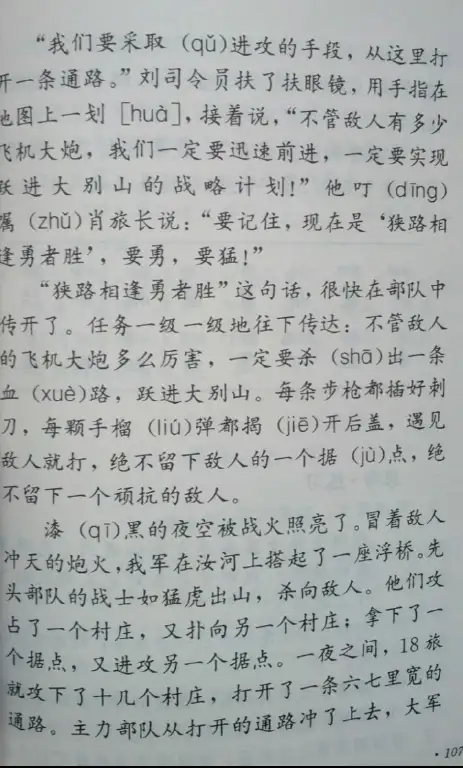 “我们要采取（qǔ）进攻的手段，从这里打
开一条通路。”刘司令员扶了扶眼镜，用手指在
地图上一划［huà］，接着说，“不管敌人有多少
飞机大炮，我们一定要迅速前进，一定要实现
跃进大别山的战略计划！”他叮（dīng）
嘱（zhǔ）肖旅长说：“要记住，现在是‘狭路相
逢勇者胜’，要勇，要猛！”
“狭路相逢勇者胜”这句话，很快在部队中
传开了。任务一级一级地往下传达：不管敌人
的飞机大炮多么厉害，一定要杀（shā）出一条
血（xuè）路，跃进大别山。每条步枪都插好刺
刀，每颗手榴（liú）弹都揭（jiē）开后盖，遇见
敌人就打，绝不留下敌人的一个据（jù）点，绝
不留下一个顽抗的敌人。
漆（qī）黑的夜空被战火照亮了。冒着敌人
冲天的炮火，我军在汝河上搭起了一座浮桥。先
头部队的战士如猛虎出山，杀向敌人。他们攻
占了一个村庄，又扑向另一个村庄；拿下了一
个据点，又进攻另一个据点。一夜之间，18旅
就攻下了十几个村庄，打开了一条六七里宽的
通路。主力部队从打开的通路冲了上去，大军
·107